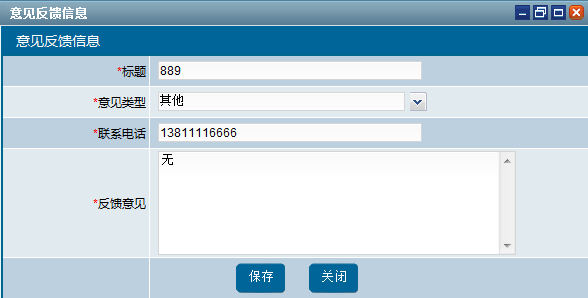 意见反馈信息
意见反馈信息
*标题 889
*意见类型 其他
*联系电话 13811116666
*反馈意见 无
保存 关闭